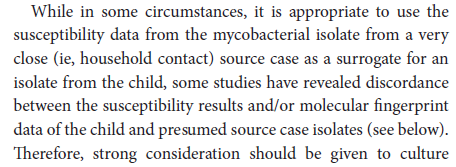 While in some circumstances, it is appropriate to use the
susceptibility data from the mycobacterial isolate from a very
close (ie, household contact) source case as a surrogate for an
isolate from the child, some studies have revealed discordance
between the susceptibility results and/or molecular fingerprint
data of the child and presumed source case isolates (see below).
Therefore, strong consideration should be given to culture